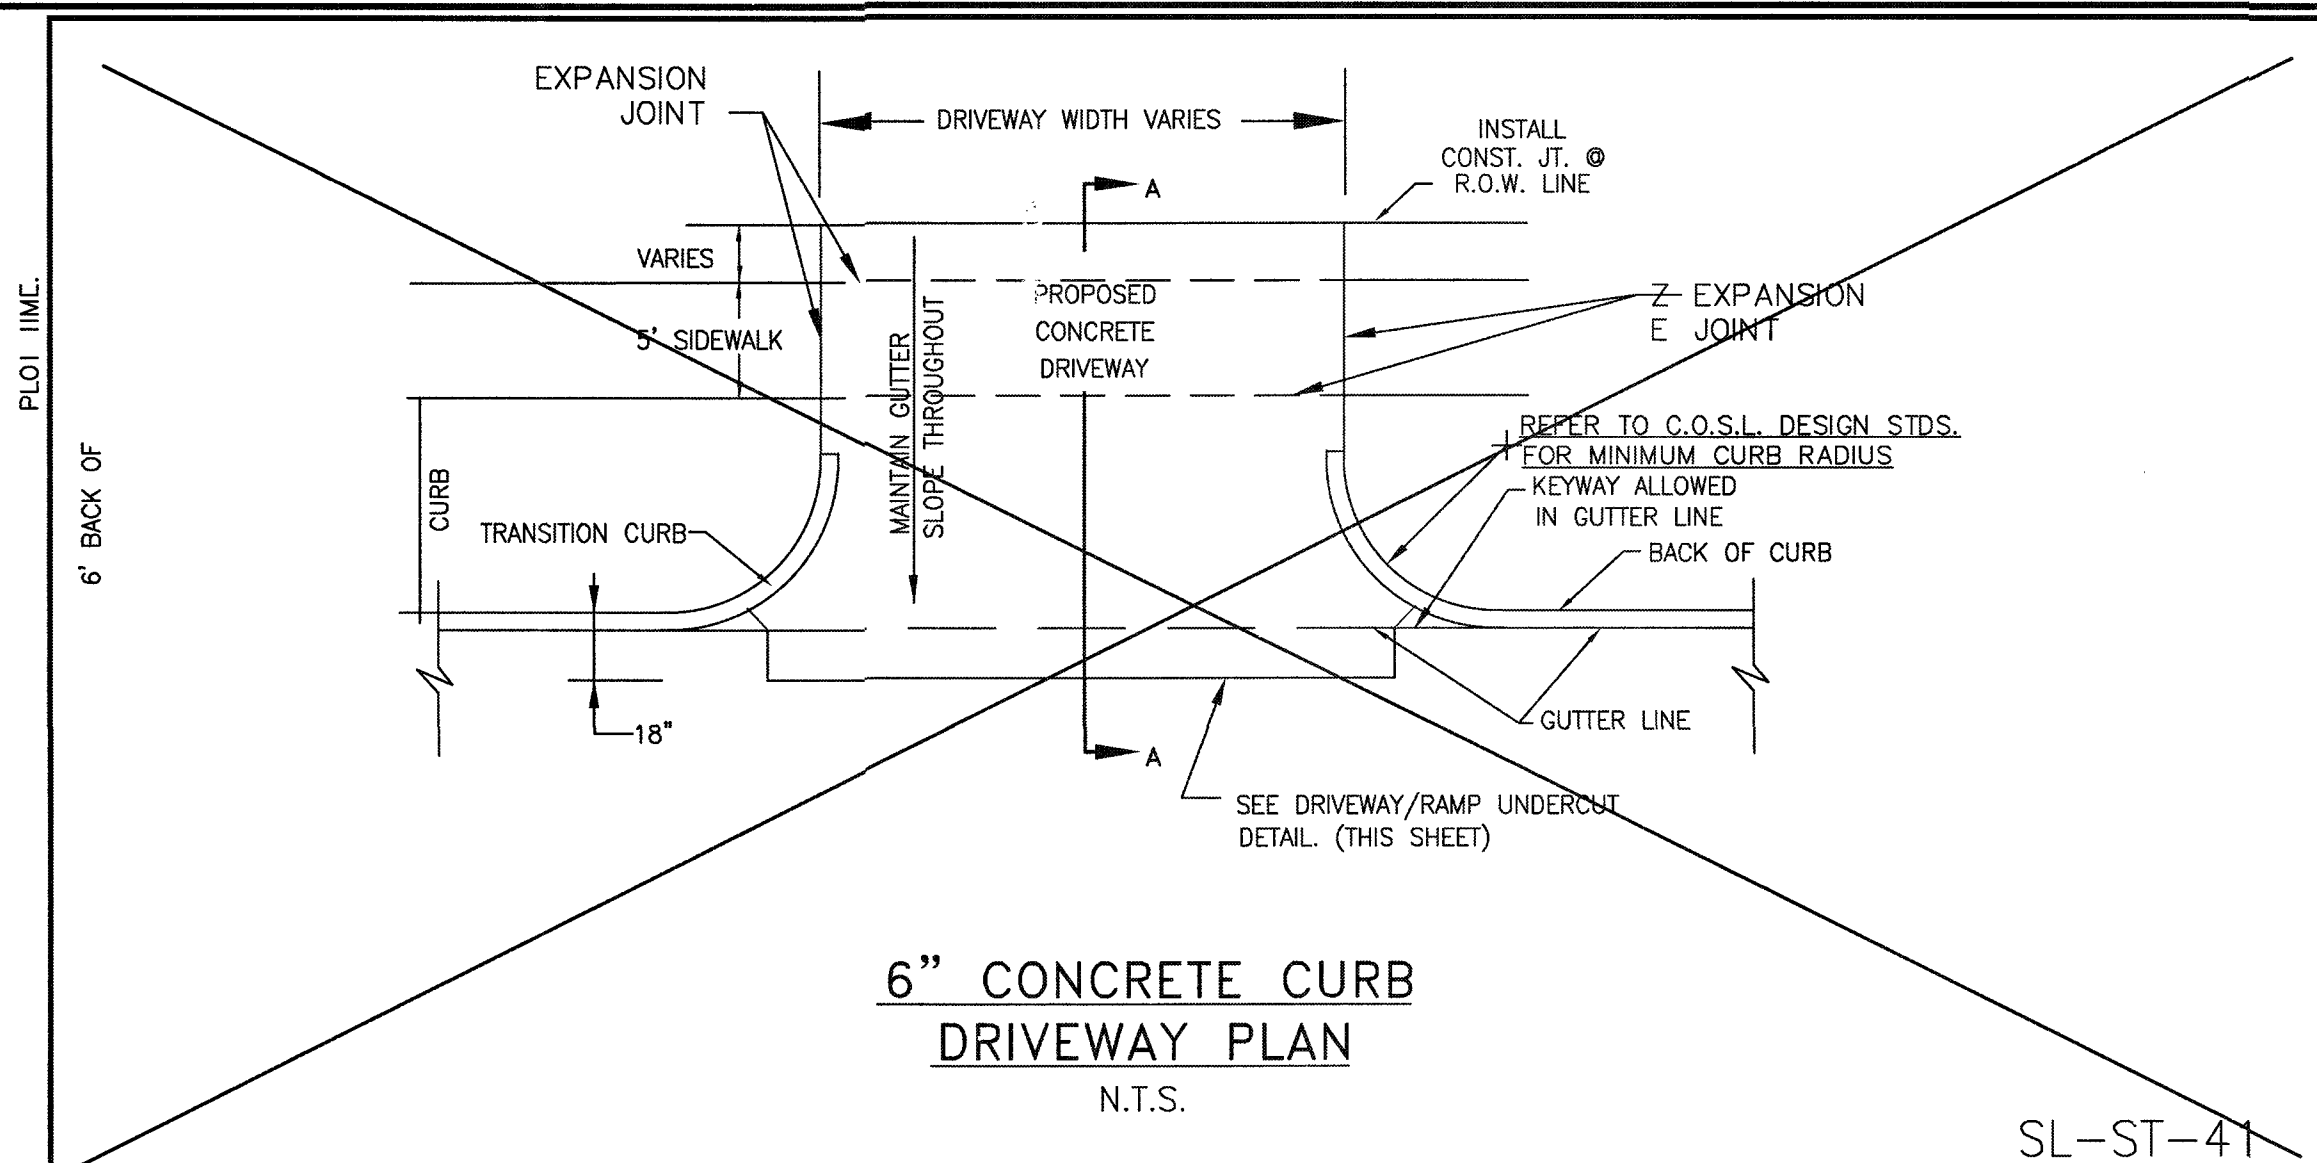 EXPANSION
JOINT
DRIVEWAY WIDTH VARIES
INSTALL
CONST. JT. @
R.O.W. LINE
A
VARIES
5' SIDEWALK
MAINTAIN GUTTER
SLOPE THROUGHOUT
PROPOSED
CONCRETE
DRIVEWAY
Z EXPANSION
E JOINT
REFER TO C.O.S.L. DESIGN STDS.
FOR MINIMUM CURB RADIUS
KEYWAY ALLOWED
IN GUTTER LINE
BACK OF CURB
6' BACK OF
CURB
TRANSITION CURB
18"
GUTTER LINE
A
SEE DRIVEWAY/RAMP UNDERCUT
DETAIL. (THIS SHEET)
6" CONCRETE CURB
DRIVEWAY PLAN
N.T.S.
SL-ST-41